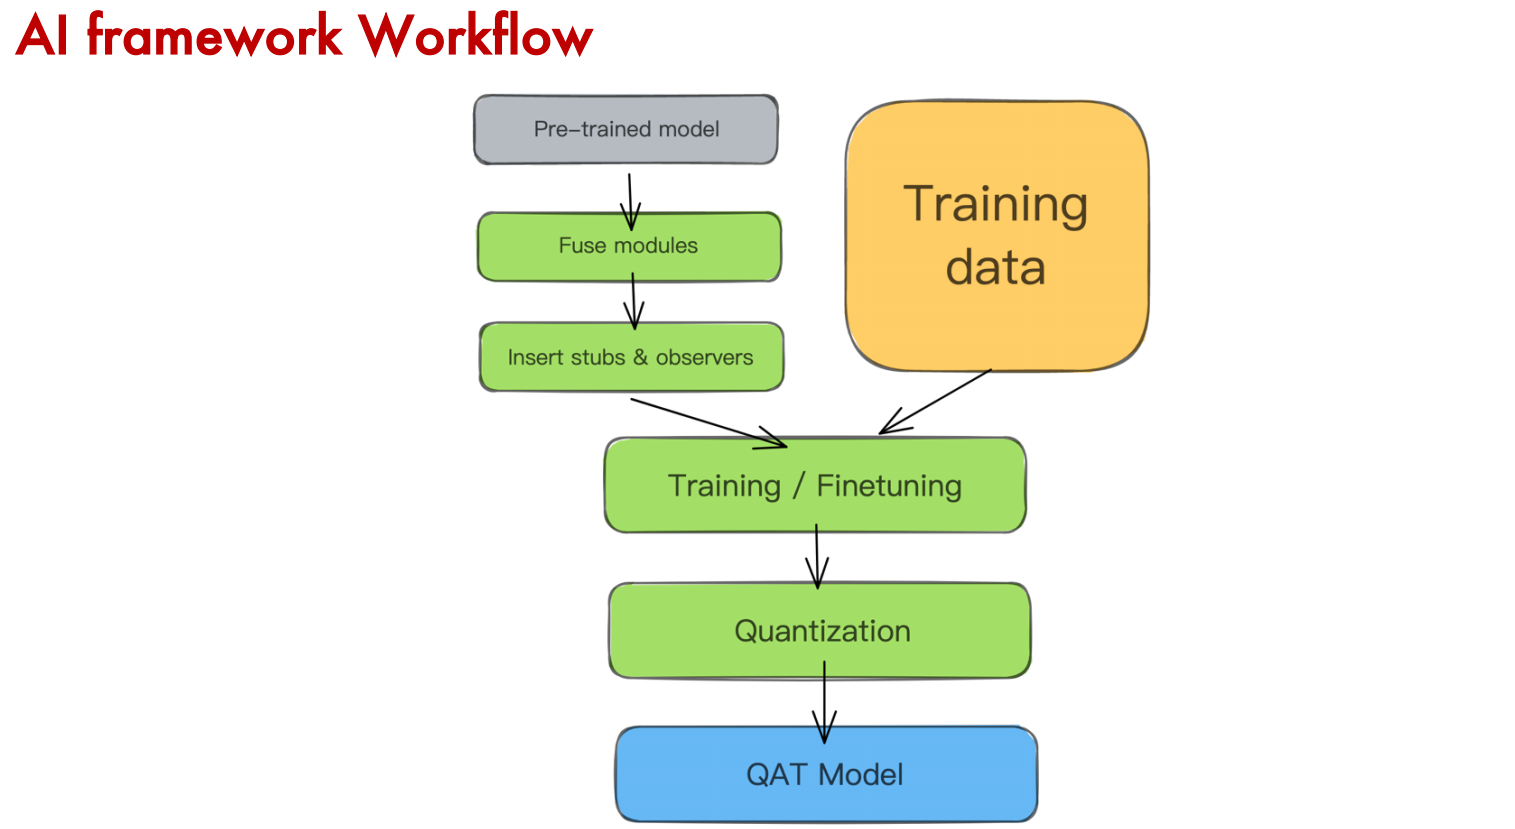 AI framework Workflow
Pre-trained model
Fuse modules
Insert stubs & observers
Training
data
Training / Finetuning
Quantization
QAT Model